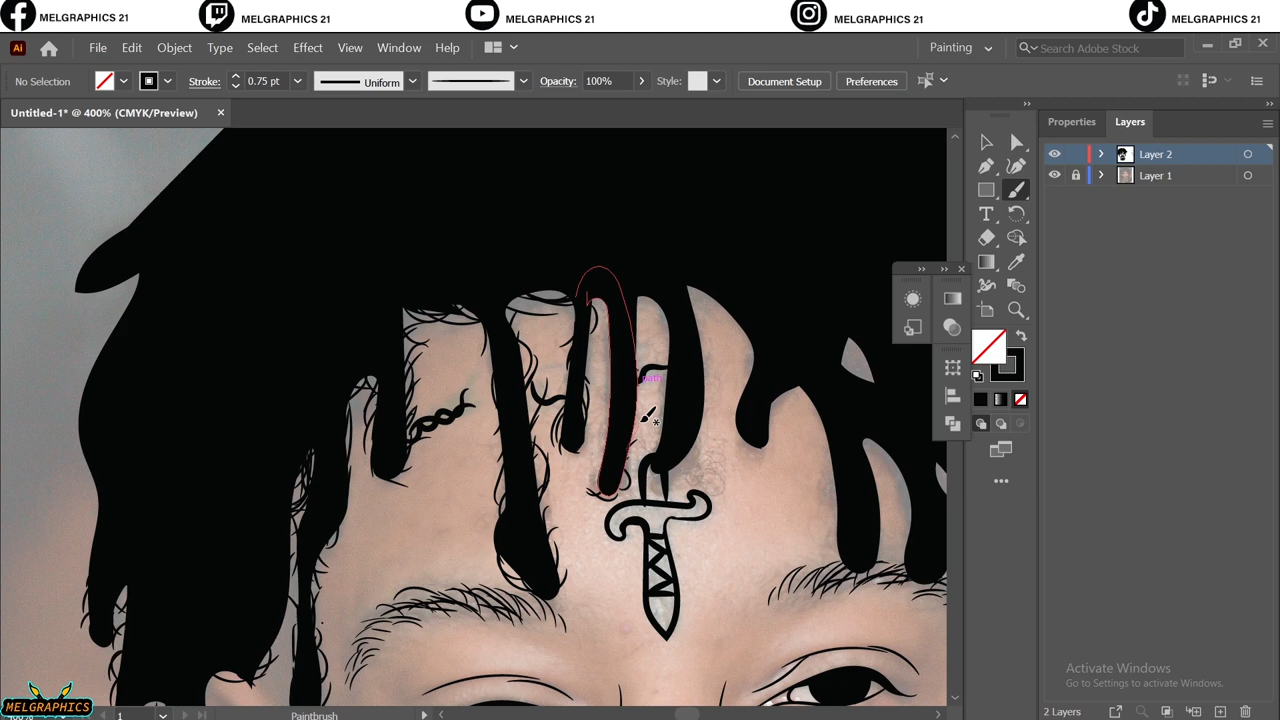 MELGRAPHICS 21 MELGRAPHICS 21 MELGRAPHICS 21 MELGRAPHICS 21 MELGRAPHICS 21
Ai File Edit Object Type Select Effect View Window Help Painting Search Adobe Stock
No Selection Stroke: 0.75 pt Uniform Opacity: 100% Style: Document Setup Preferences
Untitled-1* @ 400% (CMYK/Preview)
Properties Layers
Layer 2
Layer 1
path
Activate Windows
Go to Settings to activate Windows.
MELGRAPHICS
1 Paintbrush 2 Layers